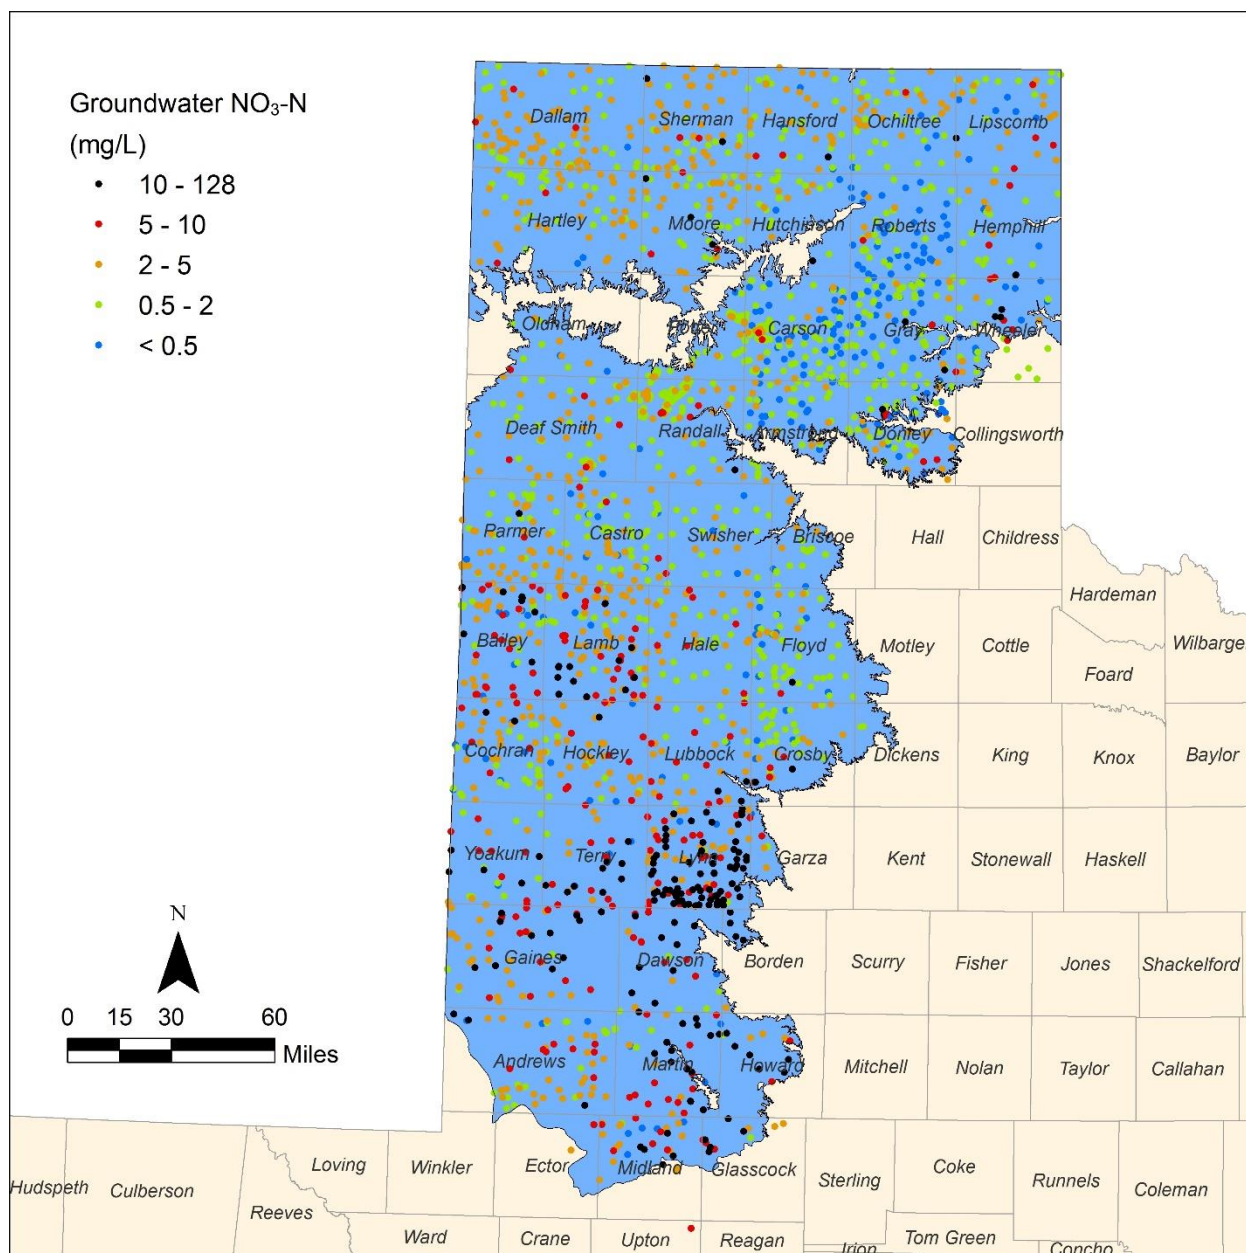 Groundwater NO₃-N
(mg/L)
10 - 128
5 - 10
2 - 5
0.5 - 2
< 0.5
Dallam Sherman Hansford Ochiltree Lipscomb
Hartley Moore Hutchinson Roberts Hemphill
Oldham Potter Carson Gray Wheeler
Deaf Smith Randall Armstrong Donley Collingsworth
Parmer Castro Swisher Briscoe Hall Childress
Hardeman
Bailey Lamb Hale Floyd Motley Cottle Wilbarge
Foard
Cochran Hockley Lubbock Crosby Dickens King Knox Baylor
Yoakum Terry Lynn Garza Kent Stonewall Haskell
N
Gaines Dawson Borden Scurry Fisher Jones Shackelford
0 15 30 60
Miles
Andrews Martin Howard Mitchell Nolan Taylor Callahan
Loving Winkler Ector Midland Glasscock Coke
Hudspeth Culberson Sterling Runnels Coleman
Reeves
Ward Crane Upton Reagan Tom Green
Irion Concho